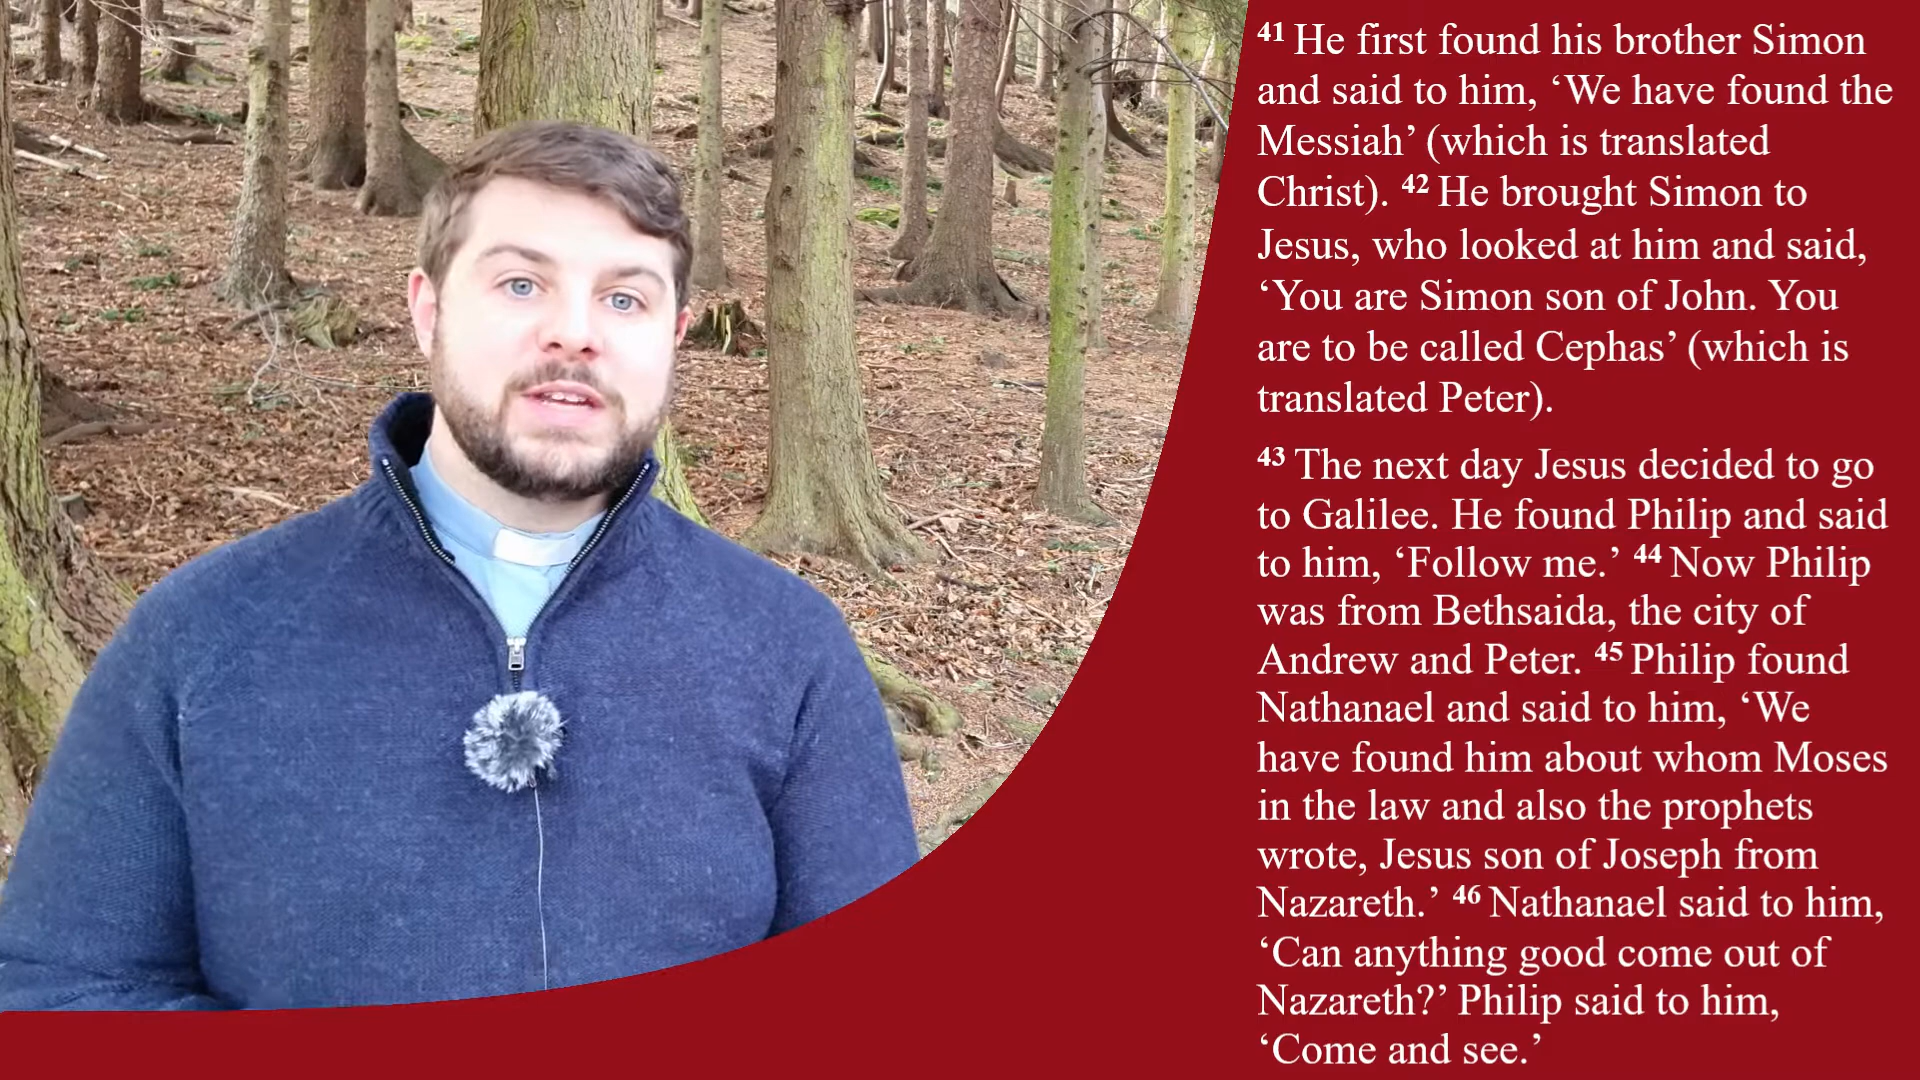 41 He first found his brother Simon
and said to him, ‘We have found the
Messiah’ (which is translated
Christ). 42 He brought Simon to
Jesus, who looked at him and said,
‘You are Simon son of John. You
are to be called Cephas’ (which is
translated Peter).
43 The next day Jesus decided to go
to Galilee. He found Philip and said
to him, ‘Follow me.’ 44 Now Philip
was from Bethsaida, the city of
Andrew and Peter. 45 Philip found
Nathanael and said to him, ‘We
have found him about whom Moses
in the law and also the prophets
wrote, Jesus son of Joseph from
Nazareth.’ 46 Nathanael said to him,
‘Can anything good come out of
Nazareth?’ Philip said to him,
‘Come and see.’